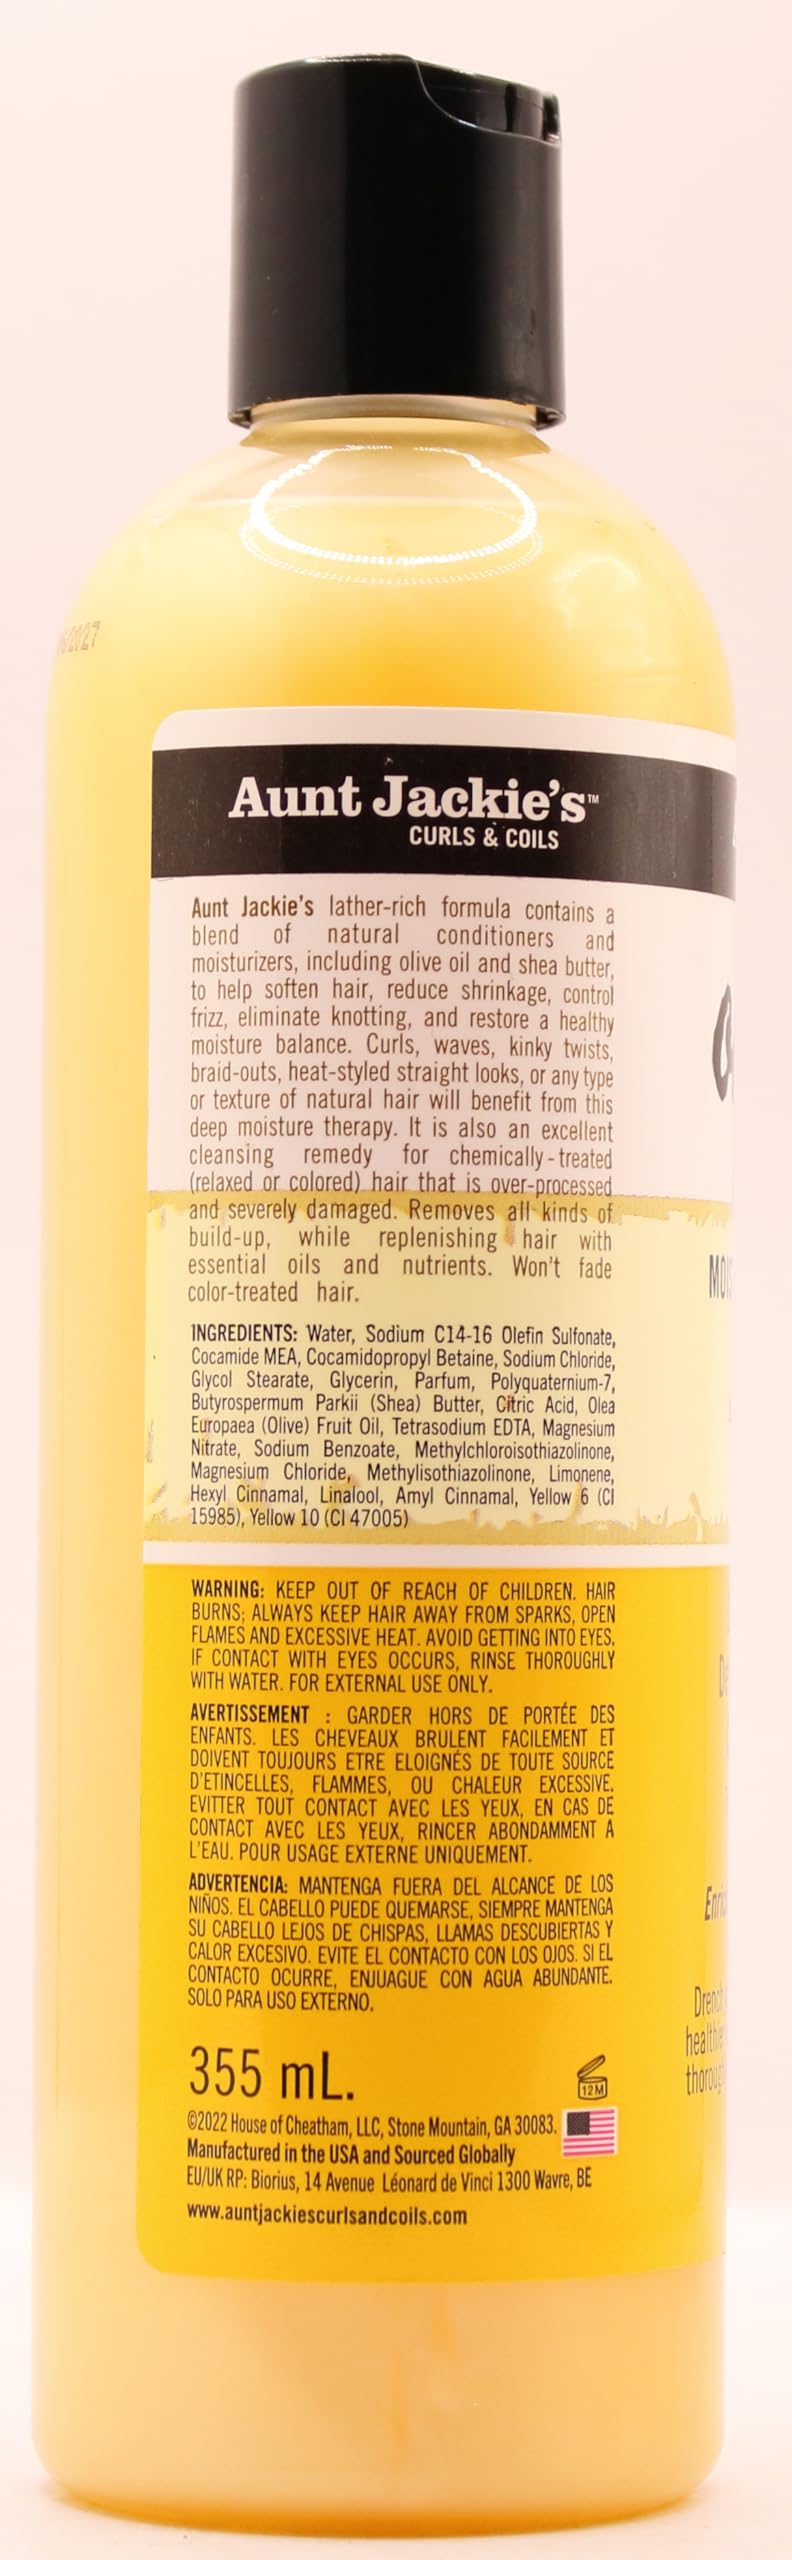 /2027
Aunt Jackie's™
CURLS & COILS
Aunt Jackie's lather-rich formula contains a
blend of natural conditioners and
moisturizers, including olive oil and shea butter,
to help soften hair, reduce shrinkage, control
frizz, eliminate knotting, and restore a healthy
moisture balance. Curls, waves, kinky twists,
braid-outs, heat-styled straight looks, or any type
or texture of natural hair will benefit from this
deep moisture therapy. It is also an excellent
cleansing remedy for chemically-treated
(relaxed or colored) hair that is over-processed
and severely damaged. Removes all kinds of
build-up, while replenishing hair with
essential oils and nutrients. Won't fade
color-treated hair.
INGREDIENTS: Water, Sodium C14-16 Olefin Sulfonate,
Cocamide MEA, Cocamidopropyl Betaine, Sodium Chloride,
Glycol Stearate, Glycerin, Parfum, Polyquaternium-7,
Butyrospermum Parkii (Shea) Butter, Citric Acid, Olea
Europaea (Olive) Fruit Oil, Tetrasodium EDTA, Magnesium
Nitrate, Sodium Benzoate, Methylchloroisothiazolinone,
Magnesium Chloride, Methylisothiazolinone, Limonene,
Hexyl Cinnamal, Linalool, Amyl Cinnamal, Yellow 6 (CI
15985), Yellow 10 (CI 47005)
WARNING: KEEP OUT OF REACH OF CHILDREN. HAIR
BURNS; ALWAYS KEEP HAIR AWAY FROM SPARKS, OPEN
FLAMES AND EXCESSIVE HEAT. AVOID GETTING INTO EYES.
IF CONTACT WITH EYES OCCURS, RINSE THOROUGHLY
WITH WATER. FOR EXTERNAL USE ONLY.
AVERTISSEMENT : GARDER HORS DE PORTÉE DES
ENFANTS. LES CHEVEAUX BRULENT FACILEMENT ET
DOIVENT TOUJOURS ETRE ELOIGNÉS DE TOUTE SOURCE
D'ETINCELLES, FLAMMES, OU CHALEUR EXCESSIVE.
EVITTER TOUT CONTACT AVEC LES YEUX, EN CAS DE
CONTACT AVEC LES YEUX, RINCER ABONDAMMENT A
L'EAU. POUR USAGE EXTERNE UNIQUEMENT.
ADVERTENCIA: MANTENGA FUERA DEL ALCANCE DE LOS
NIÑOS. EL CABELLO PUEDE QUEMARSE, SIEMPRE MANTENGA
SU CABELLO LEJOS DE CHISPAS, LLAMAS DESCUBIERTAS Y
CALOR EXCESIVO. EVITE EL CONTACTO CON LOS OJOS. SI EL
CONTACTO OCURRE, ENJUAGUE CON AGUA ABUNDANTE.
SOLO PARA USO EXTERNO.
355 mL.
12M
©2022 House of Cheatham, LLC, Stone Mountain, GA 30083.
Manufactured in the USA and Sourced Globally
EU/UK RP: Biorius, 14 Avenue Léonard de Vinci 1300 Wavre, BE
www.auntjackiescurlsandcoils.com